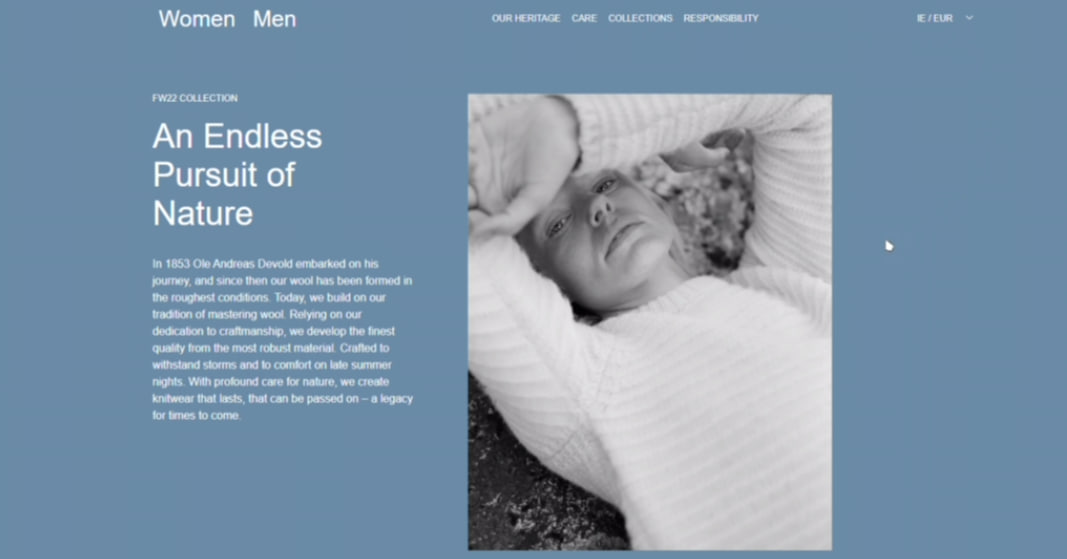 Women Men
OUR HERITAGE CARE COLLECTIONS RESPONSIBILITY
IE / EUR
FW22 COLLECTION
An Endless
Pursuit of
Nature
In 1853 Ole Andreas Devold embarked on his
journey, and since then our wool has been formed in
the roughest conditions. Today, we build on our
tradition of mastering wool. Relying on our
dedication to craftmanship, we develop the finest
quality from the most robust material. Crafted to
withstand storms and to comfort on late summer
nights. With profound care for nature, we create
knitwear that lasts, that can be passed on – a legacy
for times to come.